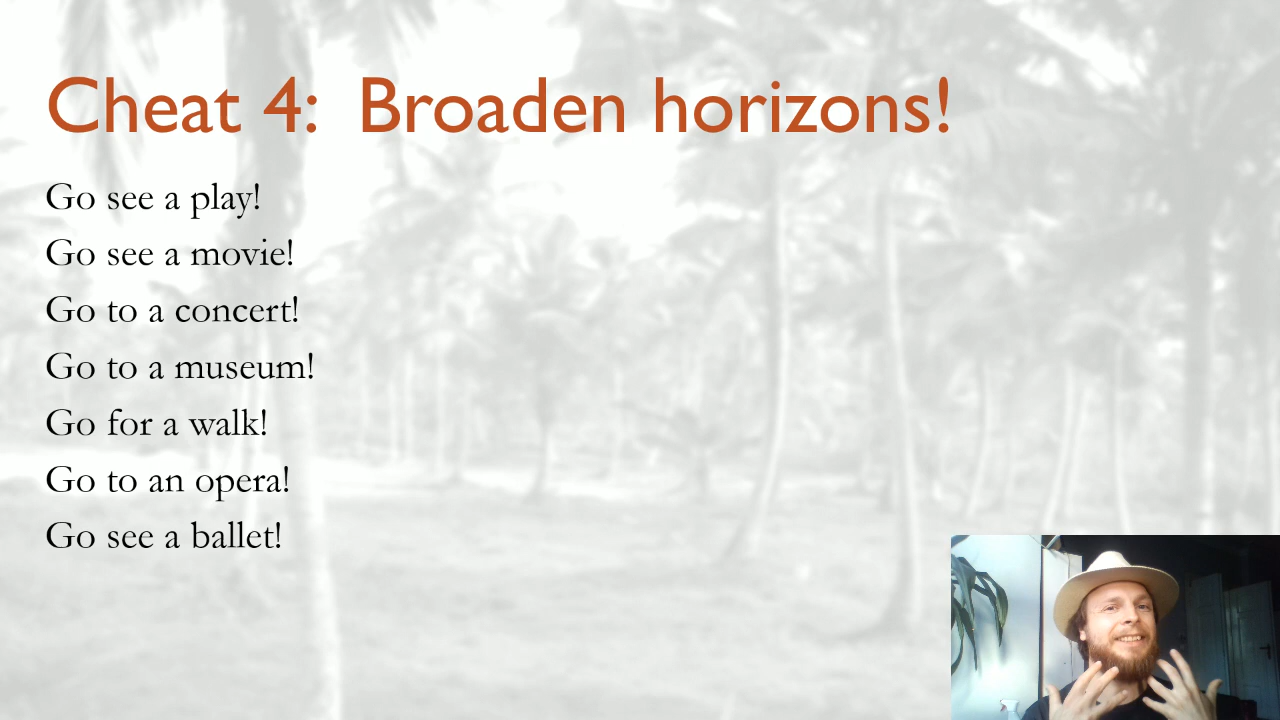 Cheat 4: Broaden horizons!
Go see a play!
Go see a movie!
Go to a concert!
Go to a museum!
Go for a walk!
Go to an opera!
Go see a ballet!